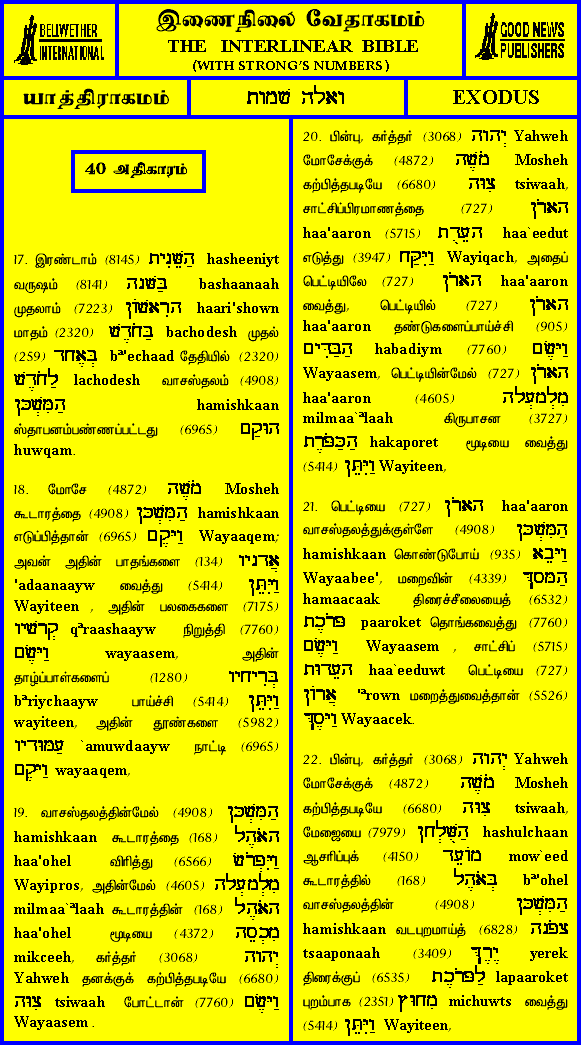 BELLWETHER
INTERNATIONAL
இணைநிலை வேதாகமம்
THE INTERLINEAR BIBLE
(WITH STRONG'S NUMBERS)
GOOD NEWS
PUBLISHERS
யாத்திராகமம்
ואלה שמות
EXODUS
40 அதிகாரம்
17. இரண்டாம் (8145) הַשֵּׁנִית hasheeniyt
வருஷம் (8141) בַּשָּׁנָה bashaanaah
முதலாம் (7223) הָרִאשׁוֹן haari'shown
மாதம் (2320) בַּחֹדֶשׁ bachodesh முதல்
(259) בְּאֶחָד bª'echaad தேதியில் (2320)
לַחֹדֶשׁ lachodesh வாசஸ்தலம் (4908)
הַמִּשְׁכָּן hamishkaan
ஸ்தாபனம்பண்ணப்பட்டது (6965) הוּקַם
huwqam.
18. மோசே (4872) מֹשֶׁה Mosheh
கூடாரத்தை (4908) הַמִּשְׁכָּן hamishkaan
எடுப்பித்தான் (6965) וַיָּקֶם Wayaaqem;
அவன் அதின் பாதங்களை (134) אֲדָנָיו
'adaanaayw வைத்து (5414) וַיִּתֵּן
Wayiteen , அதின் பலகைகளை (7175)
קְרָשָׁיו qªraashaayw நிறுத்தி (7760)
וַיָּשֶׂם wayaasem, அதின்
தாழ்ப்பாள்களைப் (1280) בְּרִיחָיו
bªriychaayw பாய்ச்சி (5414) וַיִּתֵּן
wayiteen, அதின் தூண்களை (5982)
עַמּוּדָיו `amuwdaayw நாட்டி (6965)
וַיָּקֶם wayaaqem,
19. வாசஸ்தலத்தின்மேல் (4908) הַמִּשְׁכָּן
hamishkaan கூடாரத்தை (168) הָאֹהֶל
haa'ohel விரித்து (6566) וַיִּפְרֹשׂ
Wayipros, அதின்மேல் (4605) מִלְמַעְלָה
milmaa`ªlaah கூடாரத்தின் (168) הָאֹהֶל
haa'ohel மூடியை (4372) מִכְסֵה
mikceeh, கர்த்தர் (3068) יְהוָה
Yahweh தனக்குக் கற்பித்தபடியே (6680)
צִוָּה tsiwaah போட்டான் (7760) וַיָּשֶׂם
Wayaasem .
20. பின்பு, கர்த்தர் (3068) יְהוָה Yahweh
மோசேக்குக் (4872) מֹשֶׁה Mosheh
கற்பித்தபடியே (6680) צִוָּה tsiwaah,
சாட்சிப்பிரமாணத்தை (727) הָאָרֹן
haa'aaron (5715) הָעֵדֻת haa`eedut
எடுத்து (3947) וַיִּקַּח Wayiqach, அதைப்
பெட்டியிலே (727) הָאָרֹן haa'aaron
வைத்து, பெட்டியில் (727) הָאָרֹן
haa'aaron தண்டுகளைப்பாய்ச்சி (905)
הַבַּדִּים habadiym (7760) וַיָּשֶׂם
Wayaasem, பெட்டியின்மேல் (727) הָאָרֹן
haa'aaron (4605) מִלְמָעְלָה
milmaa`ªlaah கிருபாசன (3727)
הַכַּפֹּרֶת hakaporet மூடியை வைத்து
(5414) וַיִּתֵּן Wayiteen,
21. பெட்டியை (727) הָאָרֹן haa'aaron
வாசஸ்தலத்துக்குள்ளே (4908) הַמִּשְׁכָּן
hamishkaan கொண்டுபோய் (935) וַיָּבֵא
Wayaabee', மறைவின் (4339) הַמָּסָךְ
hamaacaak திரைச்சீலையைத் (6532)
פָּרֹכֶת paaroket தொங்கவைத்து (7760)
וַיָּשֶׂם Wayaasem , சாட்சிப் (5715)
הָעֵדוּת haa`eeduwt பெட்டியை (727)
אֲרוֹן 'ªrown மறைத்துவைத்தான் (5526)
וַיָּסֶךְ Wayaacek.
22. பின்பு, கர்த்தர் (3068) יְהוָה Yahweh
மோசேக்குக் (4872) מֹשֶׁה Mosheh
கற்பித்தபடியே (6680) צִוָּה tsiwaah,
மேஜையை (7979) הַשֻּׁלְחָן hashulchaan
ஆசரிப்புக் (4150) מוֹעֵד mow`eed
கூடாரத்தில் (168) בְּאֹהֶל bª'ohel
வாசஸ்தலத்தின் (4908) הַמִּשְׁכָּן
hamishkaan வடபுறமாய்த் (6828) צָפֹנָה
tsaaponaah (3409) יֶרֶךְ yerek
திரைக்குப் (6535) לַפָּרֹכֶת lapaaroket
புறம்பாக (2351) מִחוּץ michuwts வைத்து
(5414) וַיִּתֵּן Wayiteen,